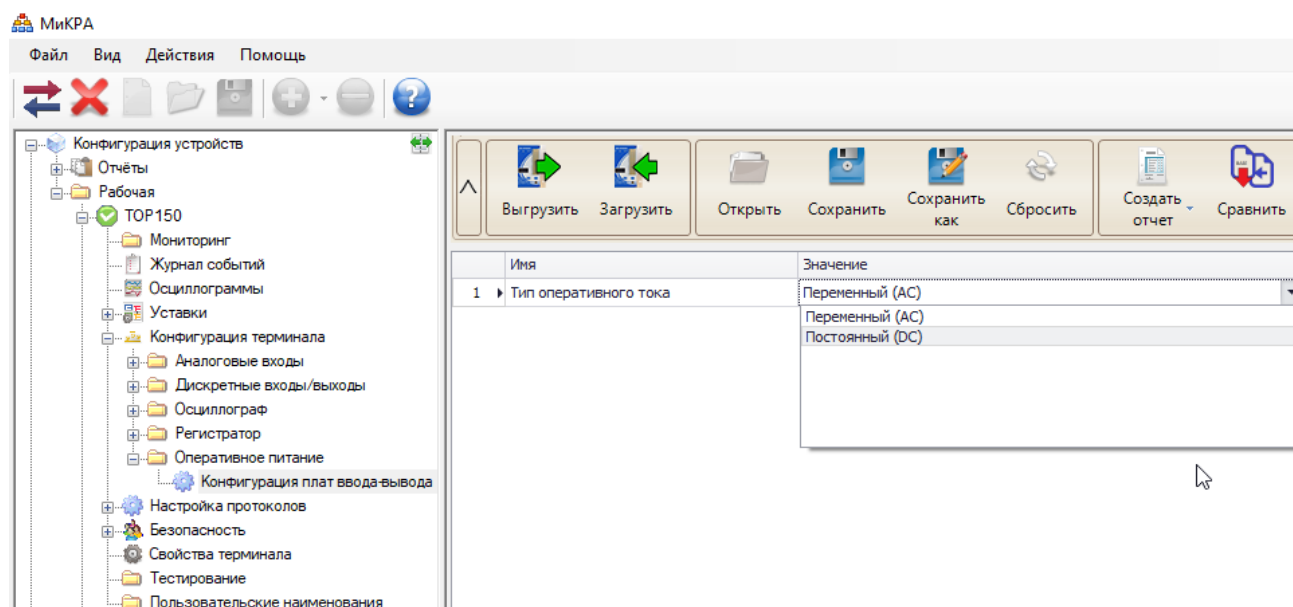 МиКРА
Файл Вид Действия Помощь
Конфигурация устройств
Отчёты
Рабочая
ТОР150
Мониторинг
Журнал событий
Осциллограммы
Уставки
Конфигурация терминала
Аналоговые входы
Дискретные входы/выходы
Осциллограф
Регистратор
Оперативное питание
Конфигурация плат ввода-вывода
Настройка протоколов
Безопасность
Свойства терминала
Тестирование
Пользовательские наименования
Выгрузить Загрузить Открыть Сохранить Сохранить как Сбросить Создать отчет Сравнить
Имя Значение
1 Тип оперативного тока Переменный (AC)
Переменный (AC)
Постоянный (DC)